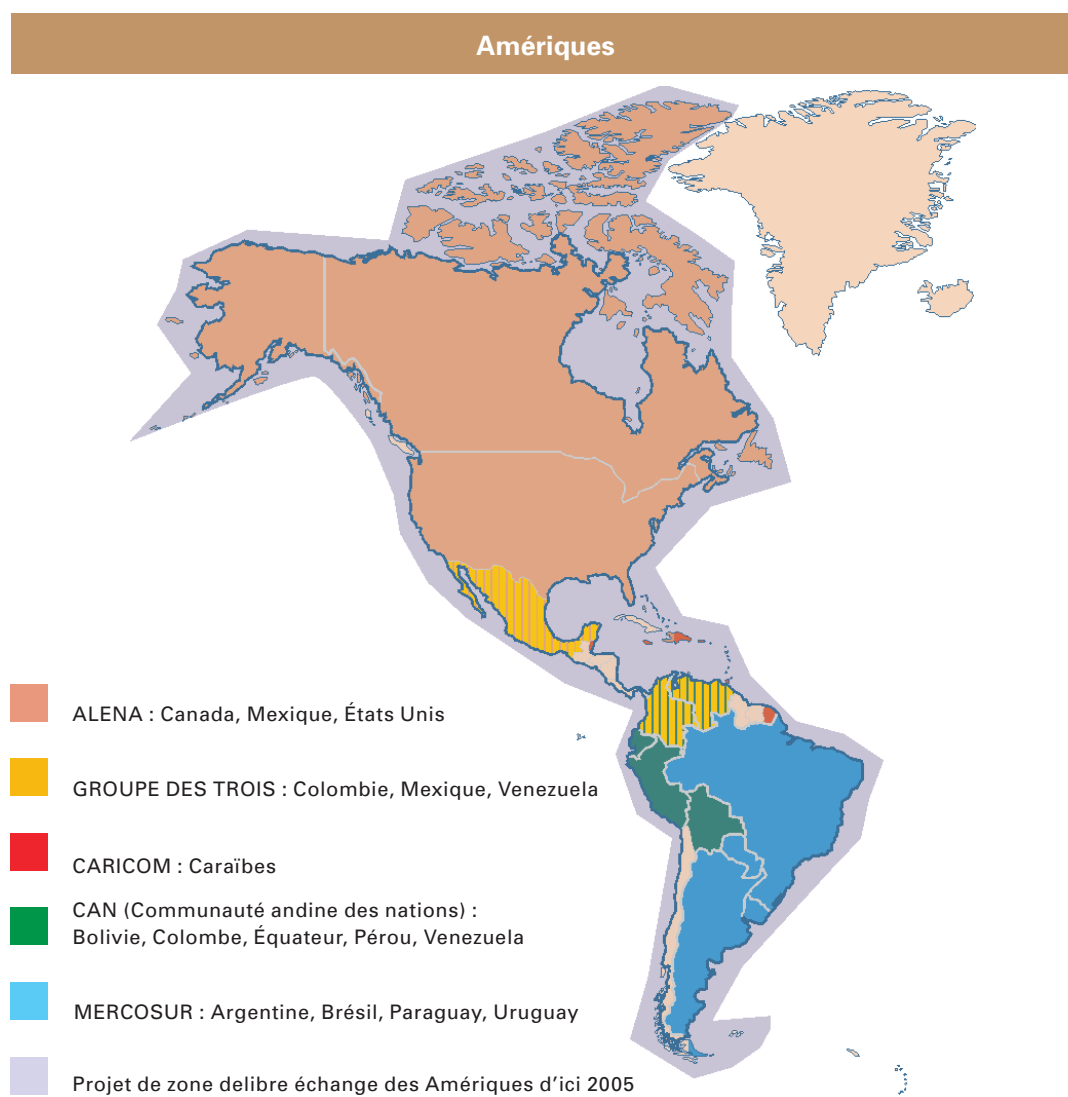 Amériques
ALENA : Canada, Mexique, États Unis
GROUPE DES TROIS : Colombie, Mexique, Venezuela
CARICOM : Caraïbes
CAN (Communauté andine des nations) :
Bolivie, Colombe, Équateur, Pérou, Venezuela
MERCOSUR : Argentine, Brésil, Paraguay, Uruguay
Projet de zone delibre échange des Amériques d'ici 2005